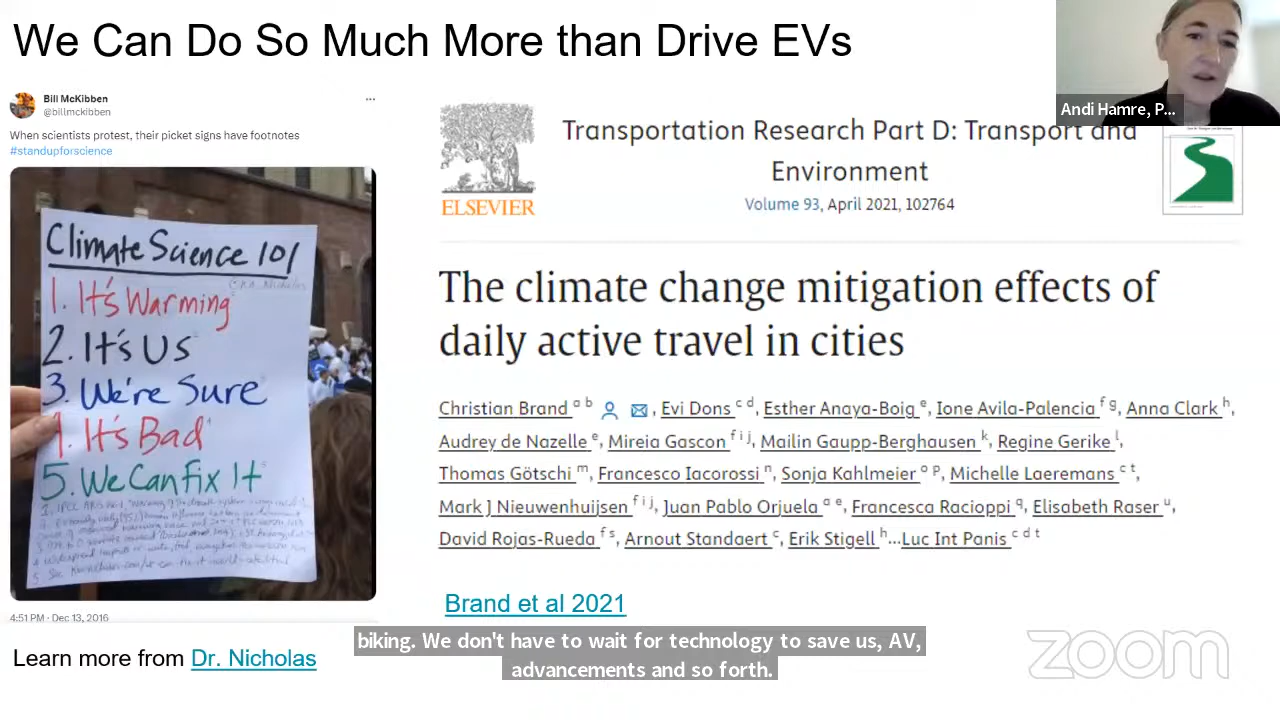 We Can Do So Much More than Drive EVs
Andi Hamre, P...
Bill McKibben
@billmckibben
...
When scientists protest, their picket signs have footnotes
#standupforscience
Climate Science 101
1. It's Warming
2. It's Us
3. We're Sure
4. It's Bad
5. We Can fix It
4:51 PM · Dec 13, 2016
Learn more from Dr. Nicholas
ELSEVIER
Transportation Research Part D: Transport and
Environment
Volume 93, April 2021, 102764
The climate change mitigation effects of
daily active travel in cities
Christian Brand a b, Evi Dons c d, Esther Anaya-Boig e, Ione Avila-Palencia f g, Anna Clark h,
Audrey de Nazelle e, Mireia Gascon f i j, Mailin Gaupp-Berghausen k, Regine Gerike l,
Thomas Götschi m, Francesco Iacorossi n, Sonja Kahlmeier o p, Michelle Laeremans c t,
Mark J Nieuwenhuijsen f i j, Juan Pablo Orjuela a e, Francesca Racioppi q, Elisabeth Raser u,
David Rojas-Rueda f s, Arnout Standaert c, Erik Stigell h...Luc Int Panis c d t
Brand et al 2021
biking. We don't have to wait for technology to save us, AV,
advancements and so forth.
zoom